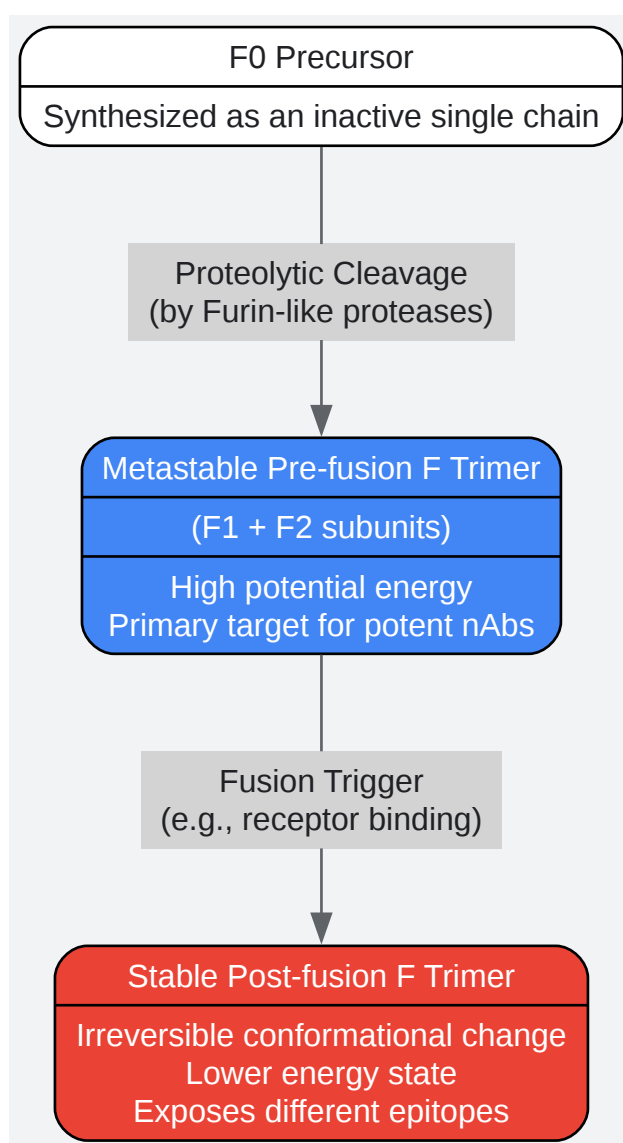 F0 Precursor
Synthesized as an inactive single chain
Proteolytic Cleavage
(by Furin-like proteases)
Metastable Pre-fusion F Trimer
(F1 + F2 subunits)
High potential energy
Primary target for potent nAbs
Fusion Trigger
(e.g., receptor binding)
Stable Post-fusion F Trimer
Irreversible conformational change
Lower energy state
Exposes different epitopes